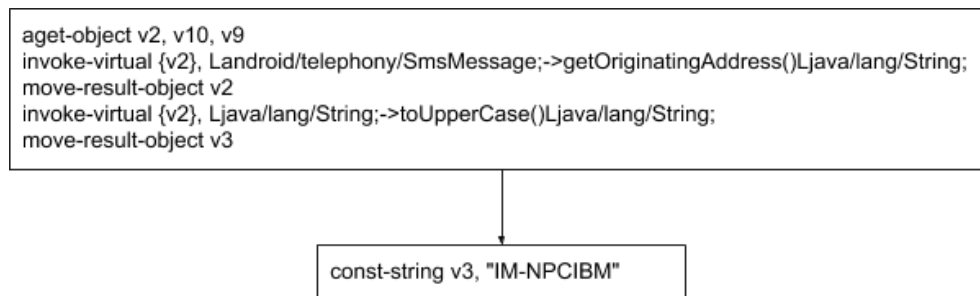 aget-object v2, v10, v9
invoke-virtual {v2}, Landroid/telephony/SmsMessage;->getOriginatingAddress()Ljava/lang/String;
move-result-object v2
invoke-virtual {v2}, Ljava/lang/String;->toUpperCase()Ljava/lang/String;
move-result-object v3
const-string v3, "IM-NPCIBM"